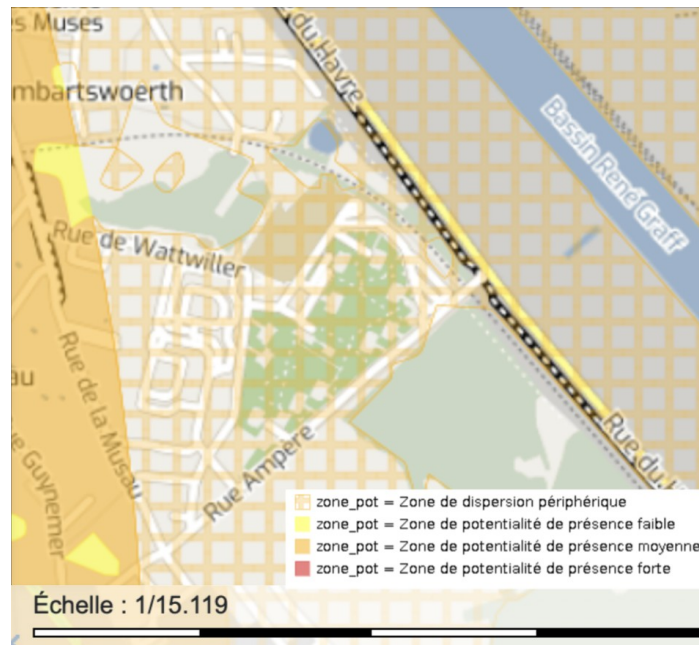 s Muses
mbartswoerth
du Havre
Bassin René Graff
Rue de Wattwiller
Rue de la Musau
au
ue Guynemer
Rue Ampere
Rue du H
zone_pot = Zone de dispersion périphérique
zone_pot = Zone de potentialité de présence faible
zone_pot = Zone de potentialité de présence moyenne
zone_pot = Zone de potentialité de présence forte
Échelle : 1/15.119